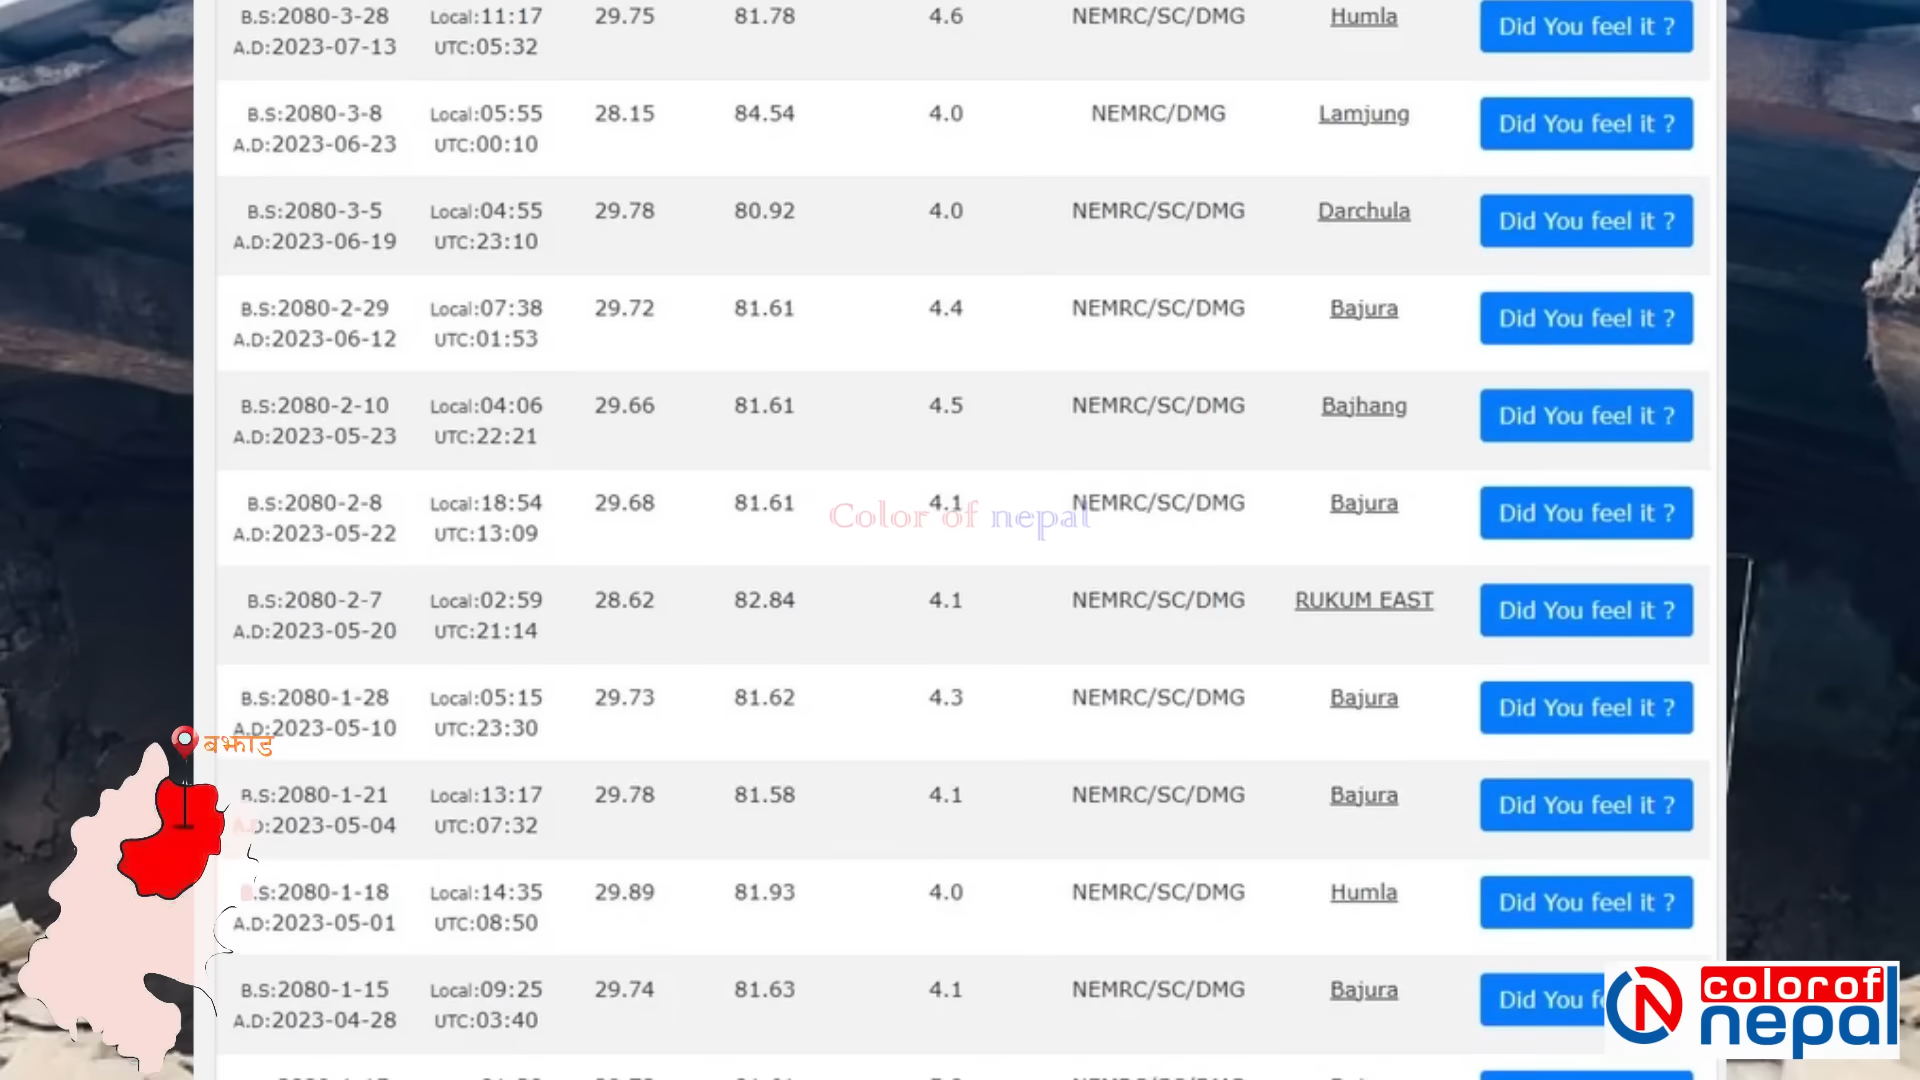 B.S:2080-3-28 Local:11:17 29.75 81.78 4.6 NEMRC/SC/DMG Humla Did You feel it ?
A.D:2023-07-13 UTC:05:32
B.S:2080-3-8 Local:05:55 28.15 84.54 4.0 NEMRC/DMG Lamjung Did You feel it ?
A.D:2023-06-23 UTC:00:10
B.S:2080-3-5 Local:04:55 29.78 80.92 4.0 NEMRC/SC/DMG Darchula Did You feel it ?
A.D:2023-06-19 UTC:23:10
B.S:2080-2-29 Local:07:38 29.72 81.61 4.4 NEMRC/SC/DMG Bajura Did You feel it ?
A.D:2023-06-12 UTC:01:53
B.S:2080-2-10 Local:04:06 29.66 81.61 4.5 NEMRC/SC/DMG Bajhang Did You feel it ?
A.D:2023-05-23 UTC:22:21
B.S:2080-2-8 Local:18:54 29.68 81.61 4.1 NEMRC/SC/DMG Bajura Did You feel it ?
Color of nepal
A.D:2023-05-22 UTC:13:09
B.S:2080-2-7 Local:02:59 28.62 82.84 4.1 NEMRC/SC/DMG RUKUM EAST Did You feel it ?
A.D:2023-05-20 UTC:21:14
B.S:2080-1-28 Local:05:15 29.73 81.62 4.3 NEMRC/SC/DMG Bajura Did You feel it ?
A.D:2023-05-10 UTC:23:30
बझाङ
B.S:2080-1-21 Local:13:17 29.78 81.58 4.1 NEMRC/SC/DMG Bajura Did You feel it ?
A.D:2023-05-04 UTC:07:32
B.S:2080-1-18 Local:14:35 29.89 81.93 4.0 NEMRC/SC/DMG Humla Did You feel it ?
A.D:2023-05-01 UTC:08:50
B.S:2080-1-15 Local:09:25 29.74 81.63 4.1 NEMRC/SC/DMG Bajura Did You
A.D:2023-04-28 UTC:03:40
color of
nepal